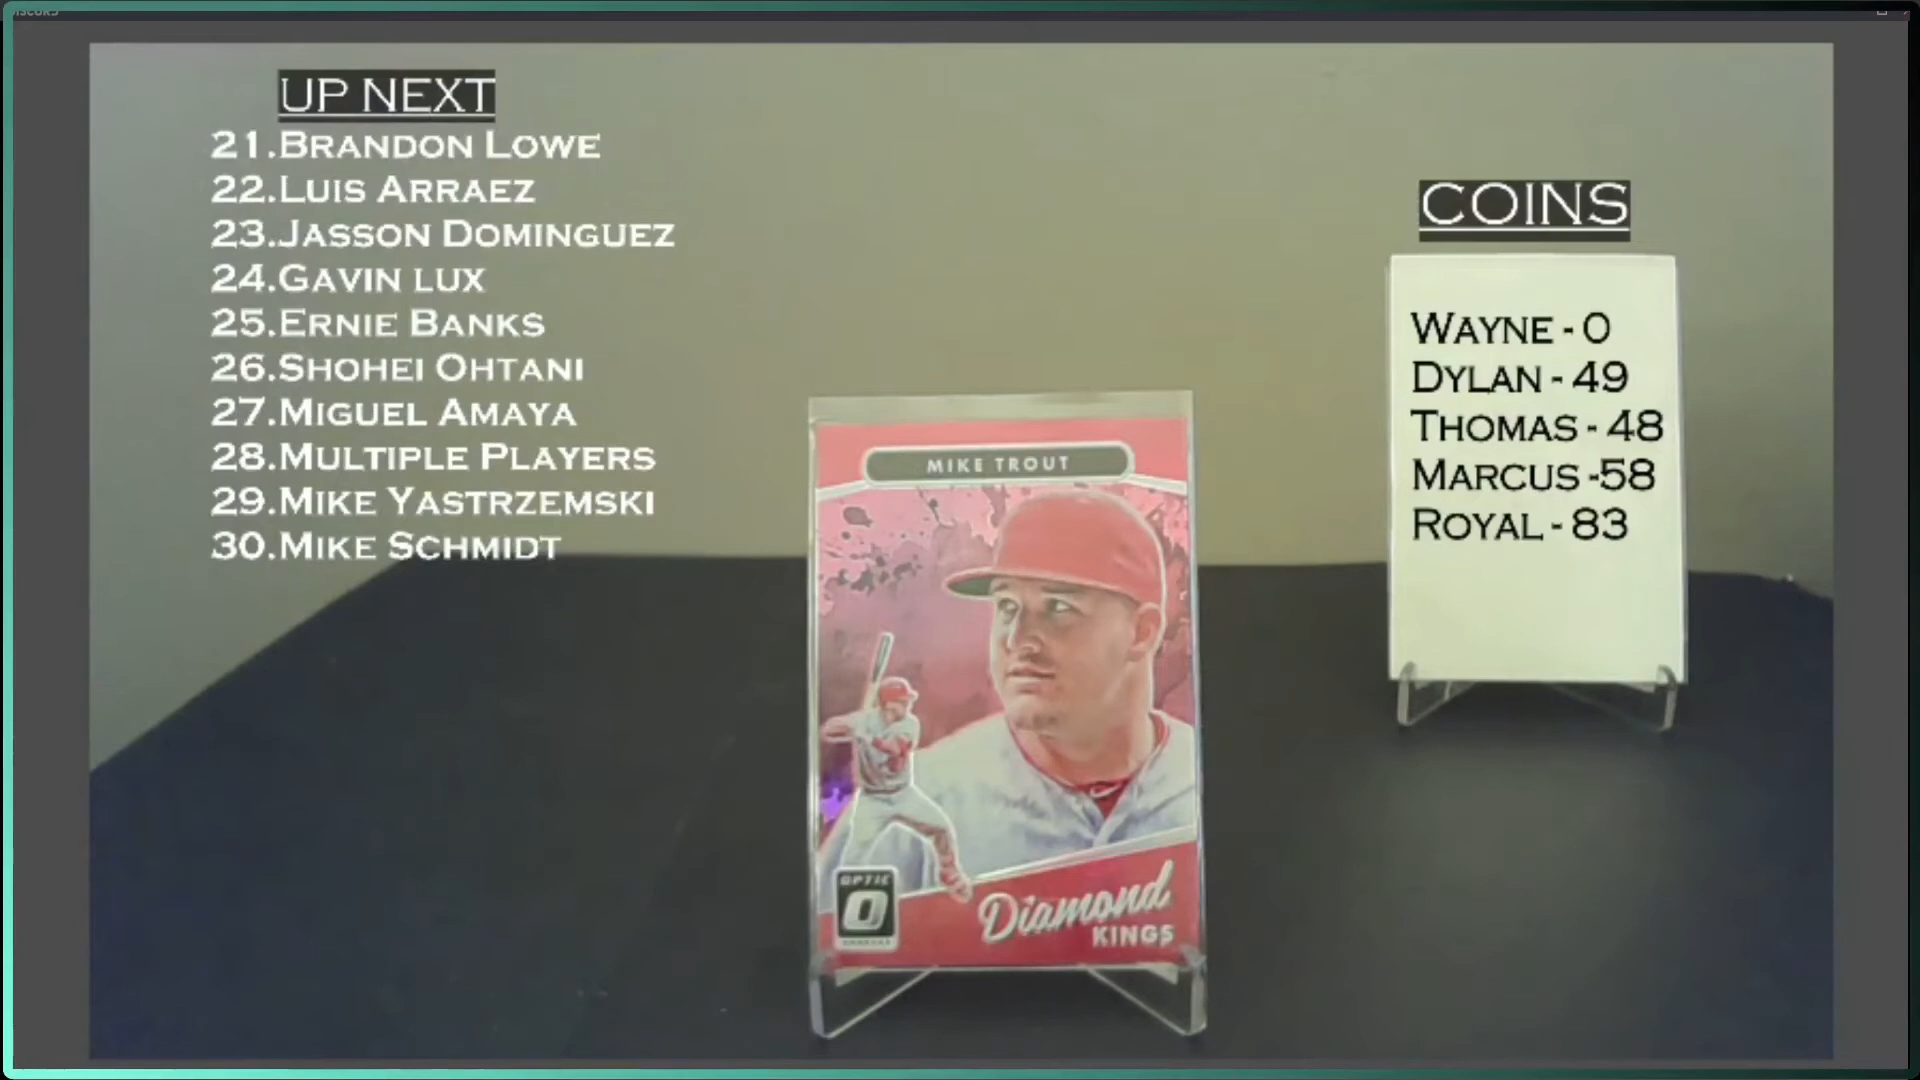 UP NEXT
21.BRANDON LOWE
22.LUIS ARRAEZ
23.JASSON DOMINGUEZ
24.GAVIN LUX
25.ERNIE BANKS
26.SHOHEI OHTANI
27.MIGUEL AMAYA
28.MULTIPLE PLAYERS
29.MIKE YASTRZEMSKI
30.MIKE SCHMIDT
COINS
WAYNE - 0
DYLAN - 49
THOMAS - 48
MARCUS -58
ROYAL - 83
MIKE TROUT
OPTIC
Diamond
KINGS